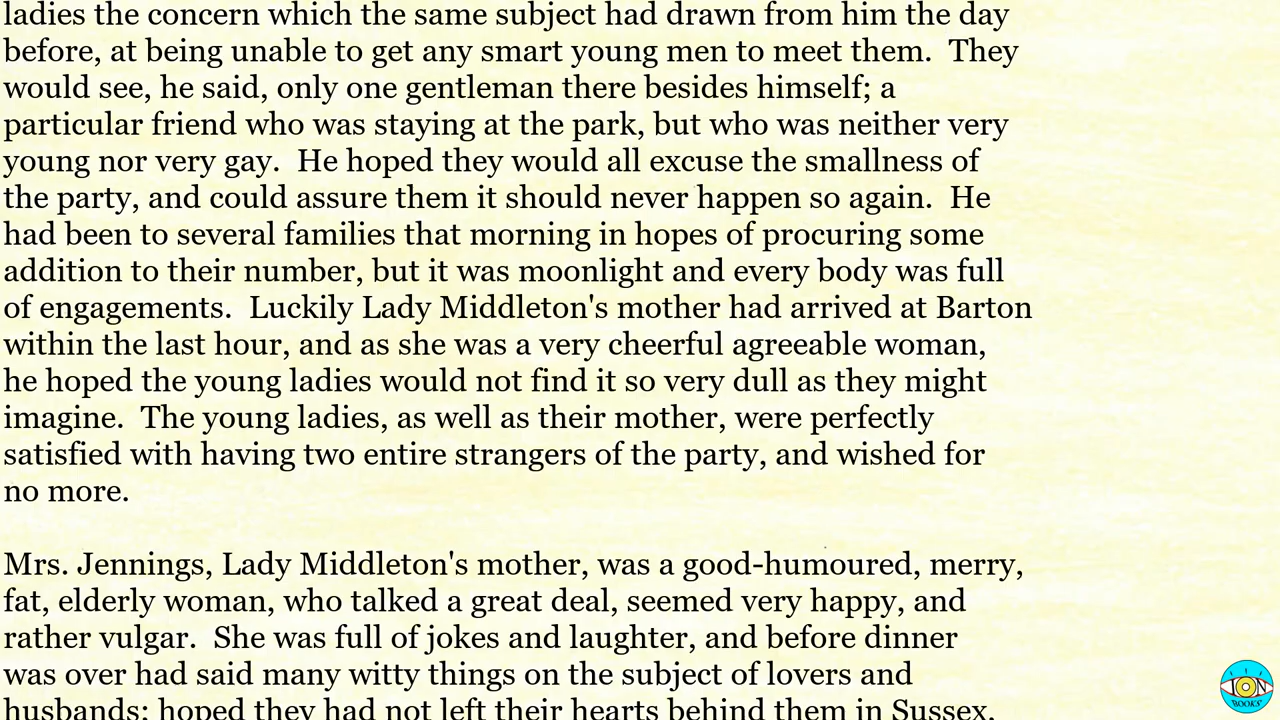 ladies the concern which the same subject had drawn from him the day
before, at being unable to get any smart young men to meet them.  They
would see, he said, only one gentleman there besides himself; a
particular friend who was staying at the park, but who was neither very
young nor very gay.  He hoped they would all excuse the smallness of
the party, and could assure them it should never happen so again.  He
had been to several families that morning in hopes of procuring some
addition to their number, but it was moonlight and every body was full
of engagements.  Luckily Lady Middleton's mother had arrived at Barton
within the last hour, and as she was a very cheerful agreeable woman,
he hoped the young ladies would not find it so very dull as they might
imagine.  The young ladies, as well as their mother, were perfectly
satisfied with having two entire strangers of the party, and wished for
no more.

Mrs. Jennings, Lady Middleton's mother, was a good-humoured, merry,
fat, elderly woman, who talked a great deal, seemed very happy, and
rather vulgar.  She was full of jokes and laughter, and before dinner
was over had said many witty things on the subject of lovers and
husbands; hoped they had not left their hearts behind them in Sussex,
ION
BOOKS